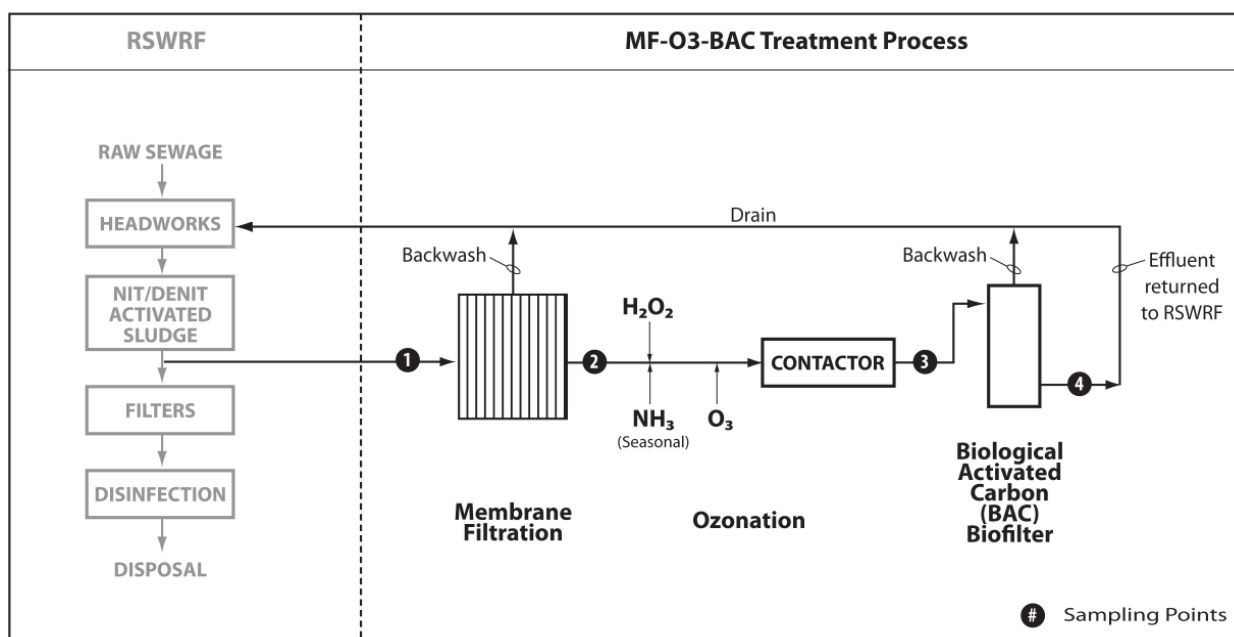 RSWRF
MF-O3-BAC Treatment Process
RAW SEWAGE
HEADWORKS
NIT/DENIT
ACTIVATED
SLUDGE
FILTERS
DISINFECTION
DISPOSAL
Drain
Backwash
Backwash
Effluent
returned
to RSWRF
H₂O₂
1
2
CONTACTOR
3
4
NH₃
(Seasonal)
O₃
Membrane
Filtration
Ozonation
Biological
Activated
Carbon
(BAC)
Biofilter
# Sampling Points